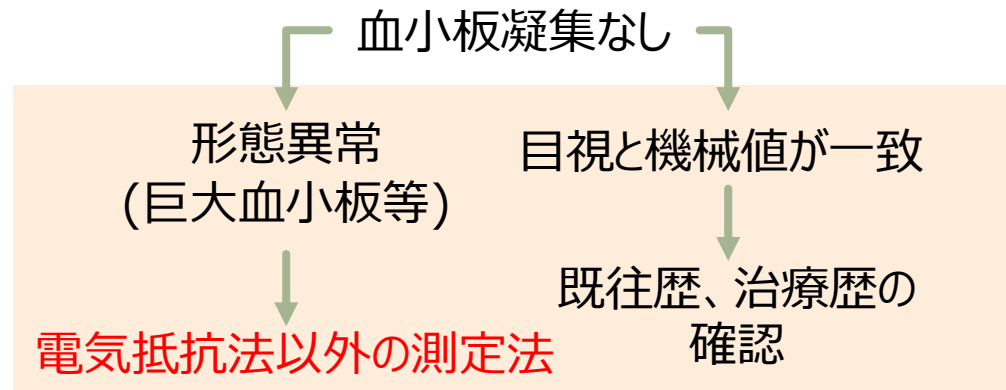 血小板凝集なし
形態異常
(巨大血小板等)
電気抵抗法以外の測定法
目視と機械値が一致
既往歴、治療歴の
確認